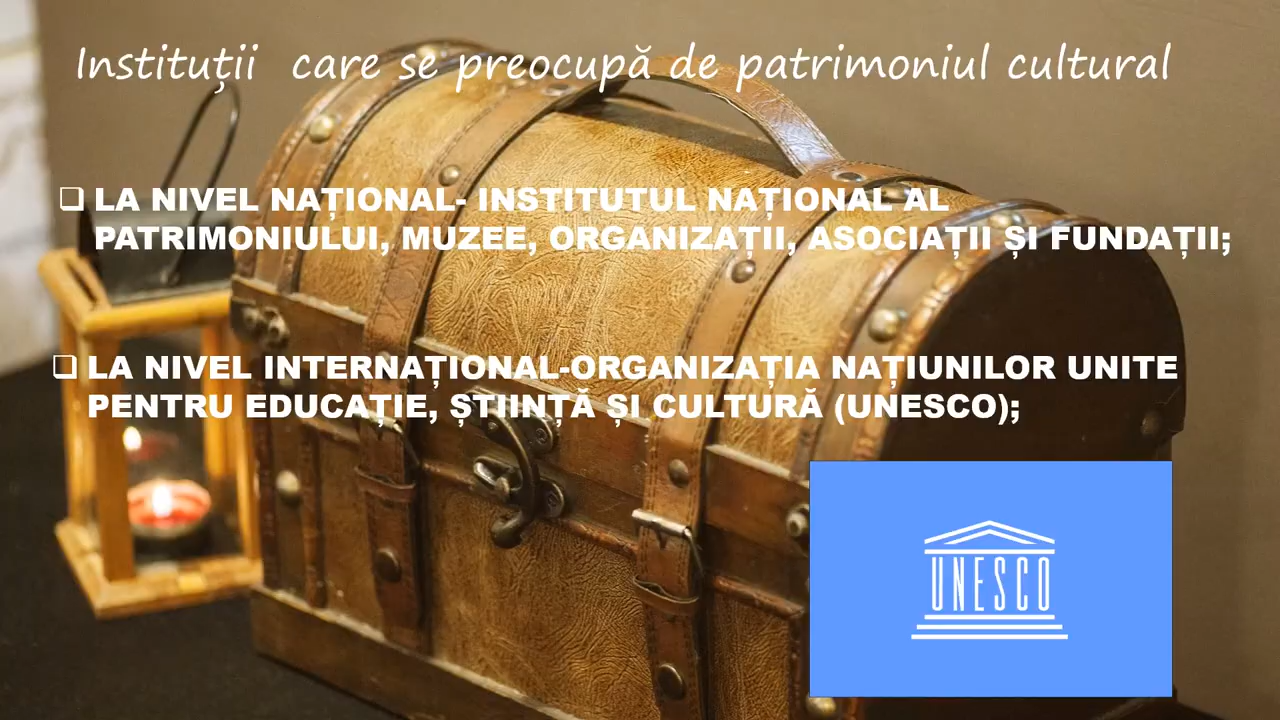 Instituții care se preocupă de patrimoniul cultural
LA NIVEL NAȚIONAL- INSTITUTUL NAȚIONAL AL
PATRIMONIULUI, MUZEE, ORGANIZAȚII, ASOCIAȚII ȘI FUNDAȚII;
LA NIVEL INTERNAȚIONAL-ORGANIZAȚIA NAȚIUNILOR UNITE
PENTRU EDUCAȚIE, ȘTIINȚĂ ȘI CULTURĂ (UNESCO);
UNESCO